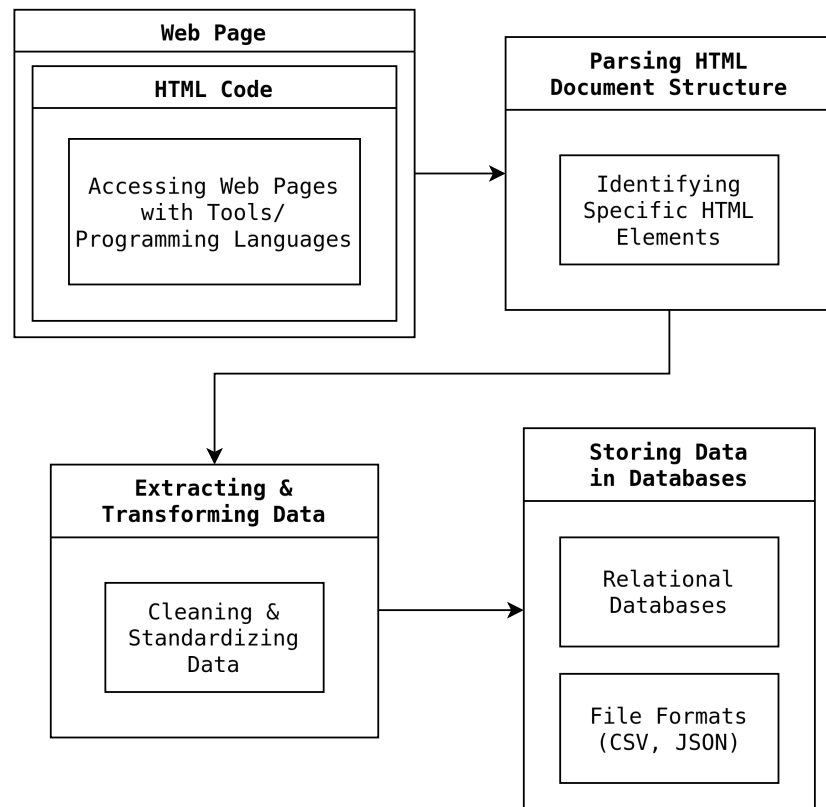 Web Page
HTML Code
Accessing Web Pages
with Tools/
Programming Languages
Parsing HTML
Document Structure
Identifying
Specific HTML
Elements
Extracting &
Transforming Data
Cleaning &
Standardizing
Data
Storing Data
in Databases
Relational
Databases
File Formats
(CSV, JSON)